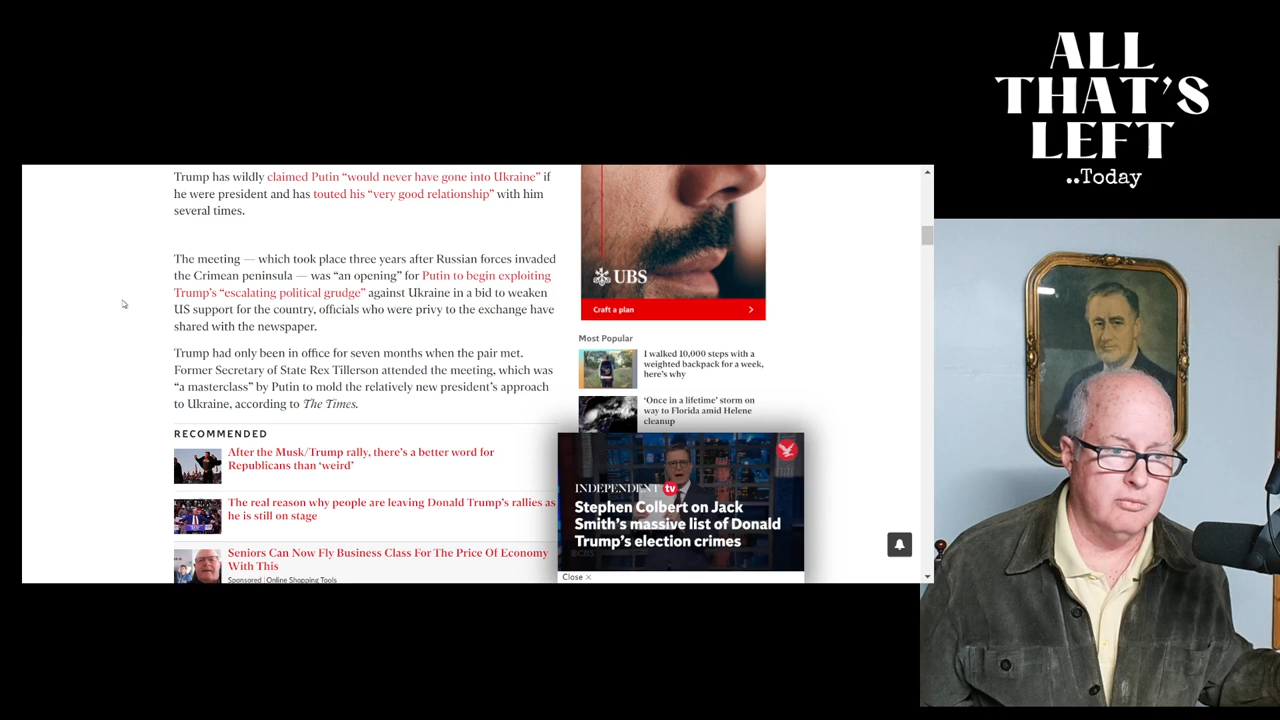 ALL
THAT'S
LEFT
..Today
Trump has wildly claimed Putin “would never have gone into Ukraine” if
he were president and has touted his “very good relationship” with him
several times.
The meeting — which took place three years after Russian forces invaded
the Crimean peninsula — was “an opening” for Putin to begin exploiting
Trump’s “escalating political grudge” against Ukraine in a bid to weaken
US support for the country, officials who were privy to the exchange have
shared with the newspaper.
Trump had only been in office for seven months when the pair met.
Former Secretary of State Rex Tillerson attended the meeting, which was
“a masterclass” by Putin to mold the relatively new president’s approach
to Ukraine, according to The Times.
RECOMMENDED
After the Musk/Trump rally, there’s a better word for
Republicans than ‘weird’
The real reason why people are leaving Donald Trump’s rallies as
he is still on stage
Seniors Can Now Fly Business Class For The Price Of Economy
With This
Sponsored | Online Shopping Tools
UBS
Craft a plan
Most Popular
I walked 10,000 steps with a
weighted backpack for a week,
here’s why
‘Once in a lifetime’ storm on
way to Florida amid Helene
cleanup
INDEPENDENT tv
Stephen Colbert on Jack
Smith’s massive list of Donald
Trump’s election crimes
©CBS
Close ×